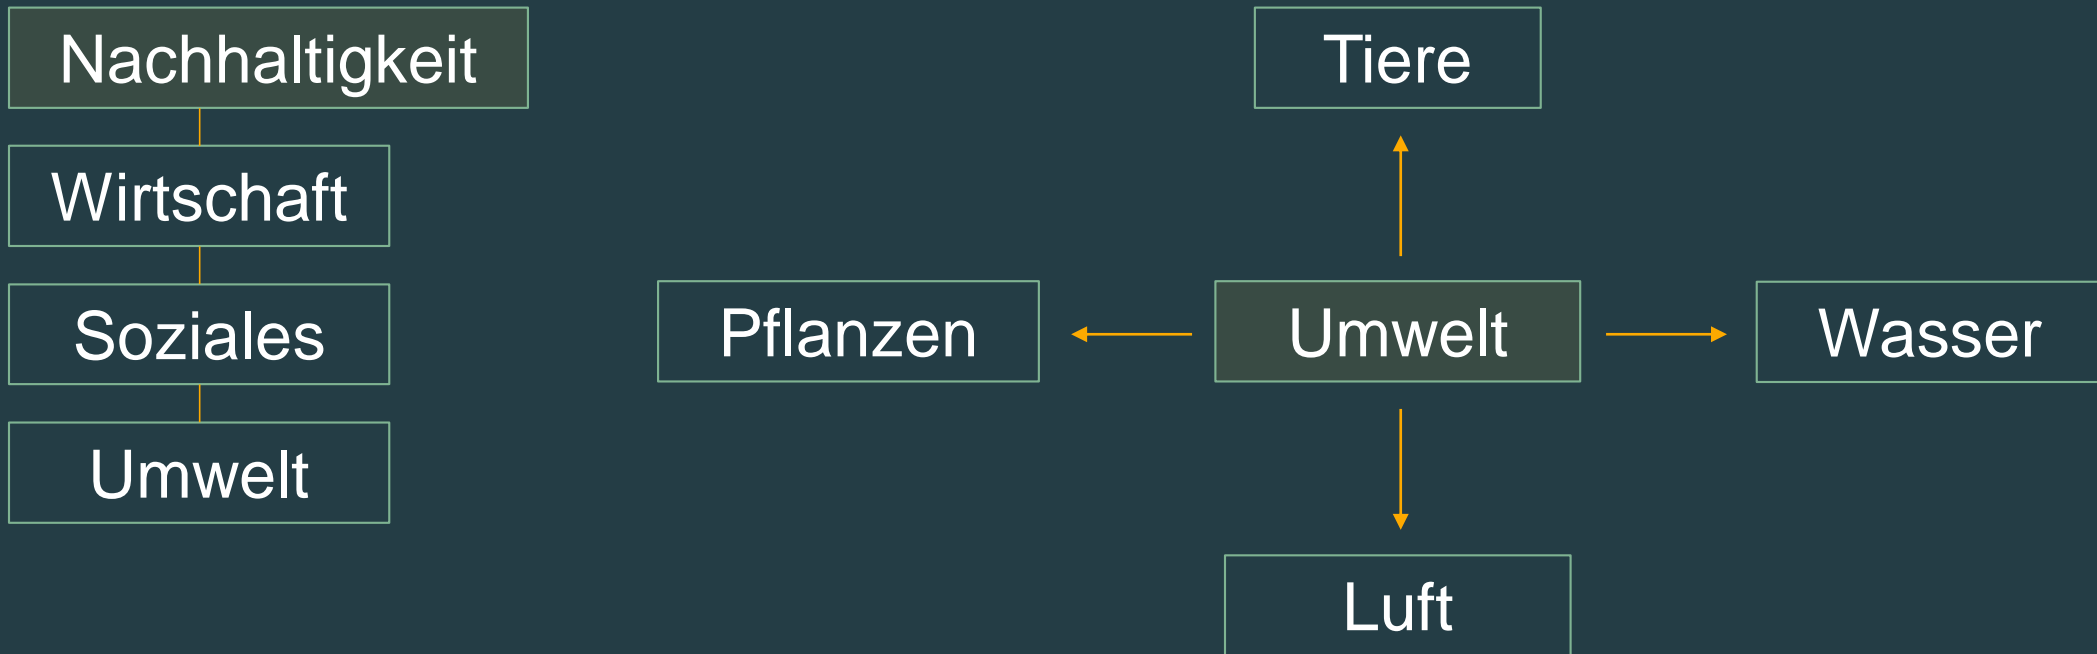 Nachhaltigkeit
Wirtschaft
Soziales
Umwelt
Tiere
Pflanzen
Umwelt
Wasser
Luft